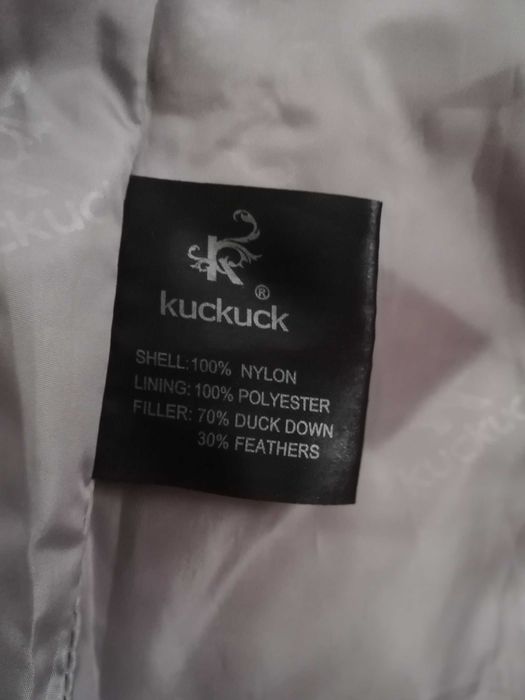 K
®
kuckuck
SHELL:100% NYLON
LINING: 100% POLYESTER
FILLER: 70% DUCK DOWN
30% FEATHERS